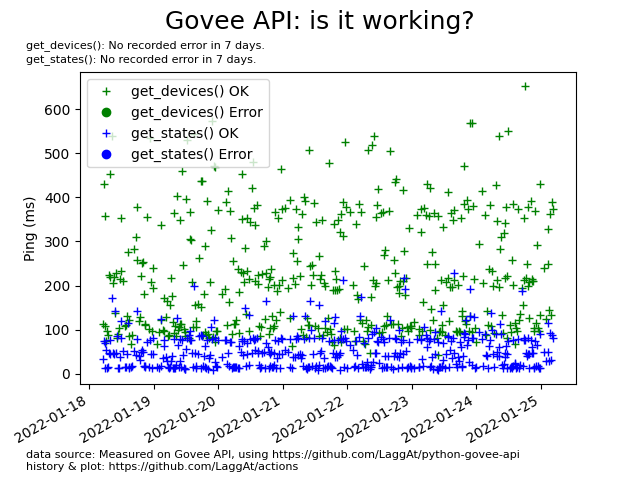 Govee API: is it working?
get_devices(): No recorded error in 7 days.
get_states(): No recorded error in 7 days.
get_devices() OK
get_devices() Error
get_states() OK
get_states() Error
Ping (ms)
600
500
400
300
200
100
0
2022-01-18
2022-01-19
2022-01-20
2022-01-21
2022-01-22
2022-01-23
2022-01-24
2022-01-25
data source: Measured on Govee API, using https://github.com/LaggAt/python-govee-api
history & plot: https://github.com/LaggAt/actions